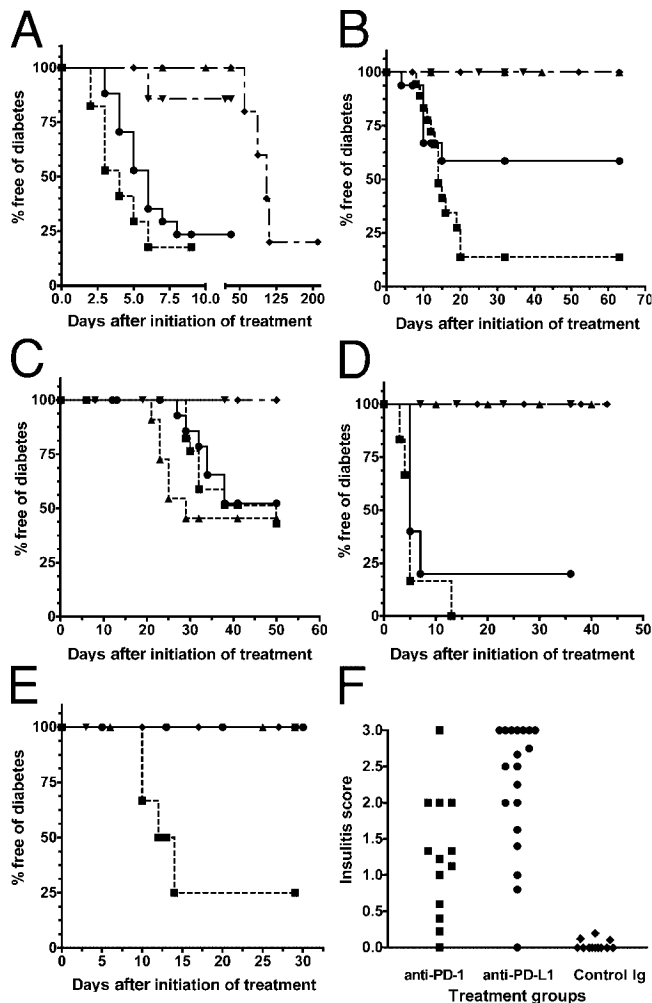 A
% free of diabetes
100
75
50
25
0
0.0 2.5 5.0 7.5 10.0 50 125 200
Days after initiation of treatment
B
% free of diabetes
100
75
50
25
0
0 10 20 30 40 50 60 70
Days after initiation of treatment
C
% free of diabetes
100
75
50
25
0
0 10 20 30 40 50 60
Days after initiation of treatment
D
% free of diabetes
100
75
50
25
0
0 10 20 30 40 50
Days after initiation of treatment
E
% free of diabetes
100
75
50
25
0
0 5 10 15 20 25 30
Days after initiation of treatment
F
Insulitis score
3.0
2.5
2.0
1.5
1.0
0.5
0.0
anti-PD-1 anti-PD-L1 Control Ig
Treatment groups